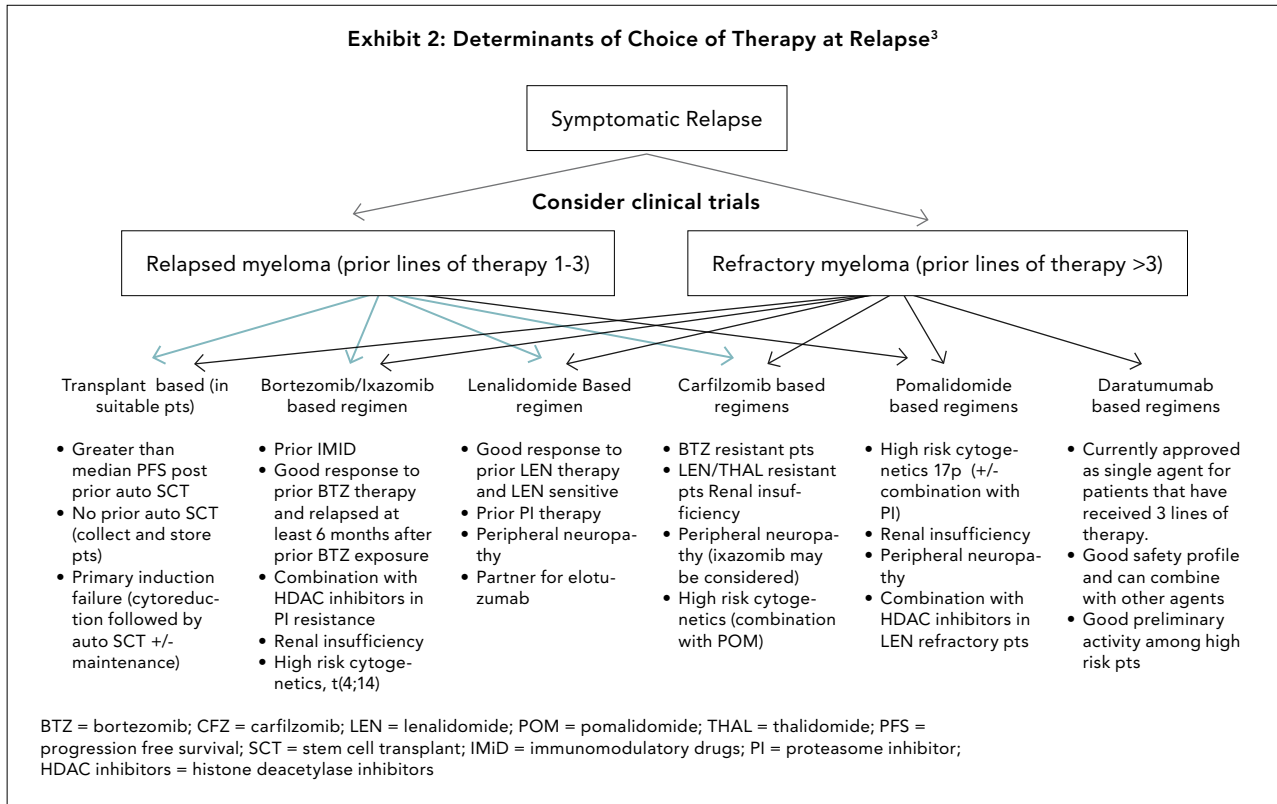 Exhibit 2: Determinants of Choice of Therapy at Relapse³
Symptomatic Relapse
Consider clinical trials
Relapsed myeloma (prior lines of therapy 1-3)
Refractory myeloma (prior lines of therapy >3)
Transplant based (in
suitable pts)
• Greater than
median PFS post
prior auto SCT
• No prior auto SCT
(collect and store
pts)
• Primary induction
failure (cytoreduc-
tion followed by
auto SCT +/-
maintenance)
Bortezomib/Ixazomib
based regimen
• Prior IMID
• Good response to
prior BTZ therapy
and relapsed at
least 6 months after
prior BTZ exposure
• Combination with
HDAC inhibitors in
PI resistance
• Renal insufficiency
• High risk cytoge-
netics, t(4;14)
Lenalidomide Based
regimen
• Good response to
prior LEN therapy
and LEN sensitive
• Prior PI therapy
• Peripheral neuropa-
thy
• Partner for elotu-
zumab
Carfilzomib based
regimens
• BTZ resistant pts
• LEN/THAL resistant
pts Renal insuf-
ficiency
• Peripheral neuropa-
thy (ixazomib may
be considered)
• High risk cytoge-
netics (combination
with POM)
Pomalidomide
based regimens
• High risk cytoge-
netics 17p (+/-
combination with
PI)
• Renal insufficiency
• Peripheral neuropa-
thy
• Combination with
HDAC inhibitors in
LEN refractory pts
Daratumumab
based regimens
• Currently approved
as single agent for
patients that have
received 3 lines of
therapy.
• Good safety profile
and can combine
with other agents
• Good preliminary
activity among high
risk pts
BTZ = bortezomib; CFZ = carfilzomib; LEN = lenalidomide; POM = pomalidomide; THAL = thalidomide; PFS =
progression free survival; SCT = stem cell transplant; IMiD = immunomodulatory drugs; PI = proteasome inhibitor;
HDAC inhibitors = histone deacetylase inhibitors